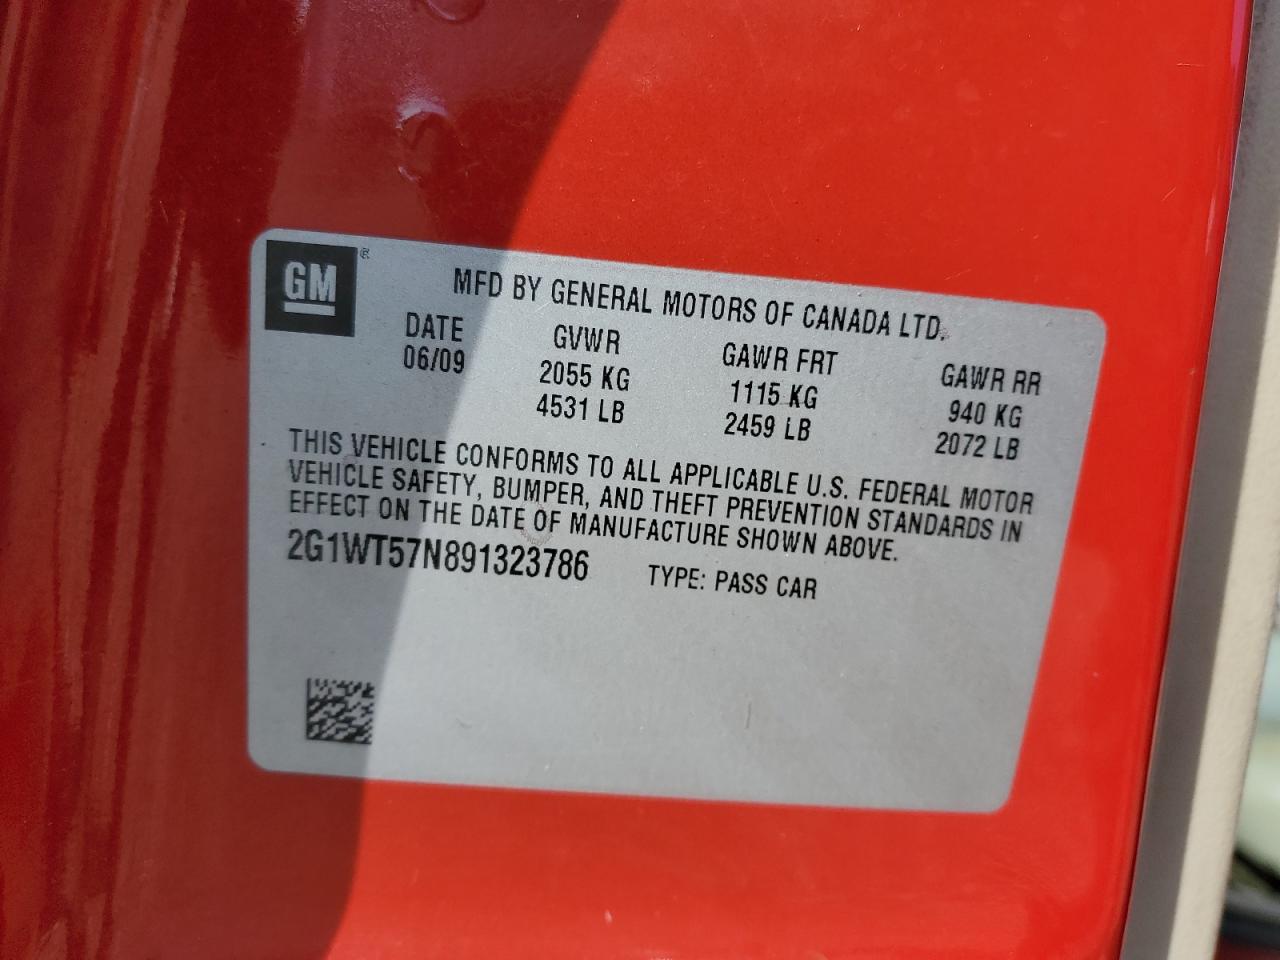 GM
MFD BY GENERAL MOTORS OF CANADA LTD.
DATE GVWR GAWR FRT GAWR RR
06/09 2055 KG 1115 KG 940 KG
4531 LB 2459 LB 2072 LB
THIS VEHICLE CONFORMS TO ALL APPLICABLE U.S. FEDERAL MOTOR
VEHICLE SAFETY, BUMPER, AND THEFT PREVENTION STANDARDS IN
EFFECT ON THE DATE OF MANUFACTURE SHOWN ABOVE.
2G1WT57N891323786 TYPE: PASS CAR